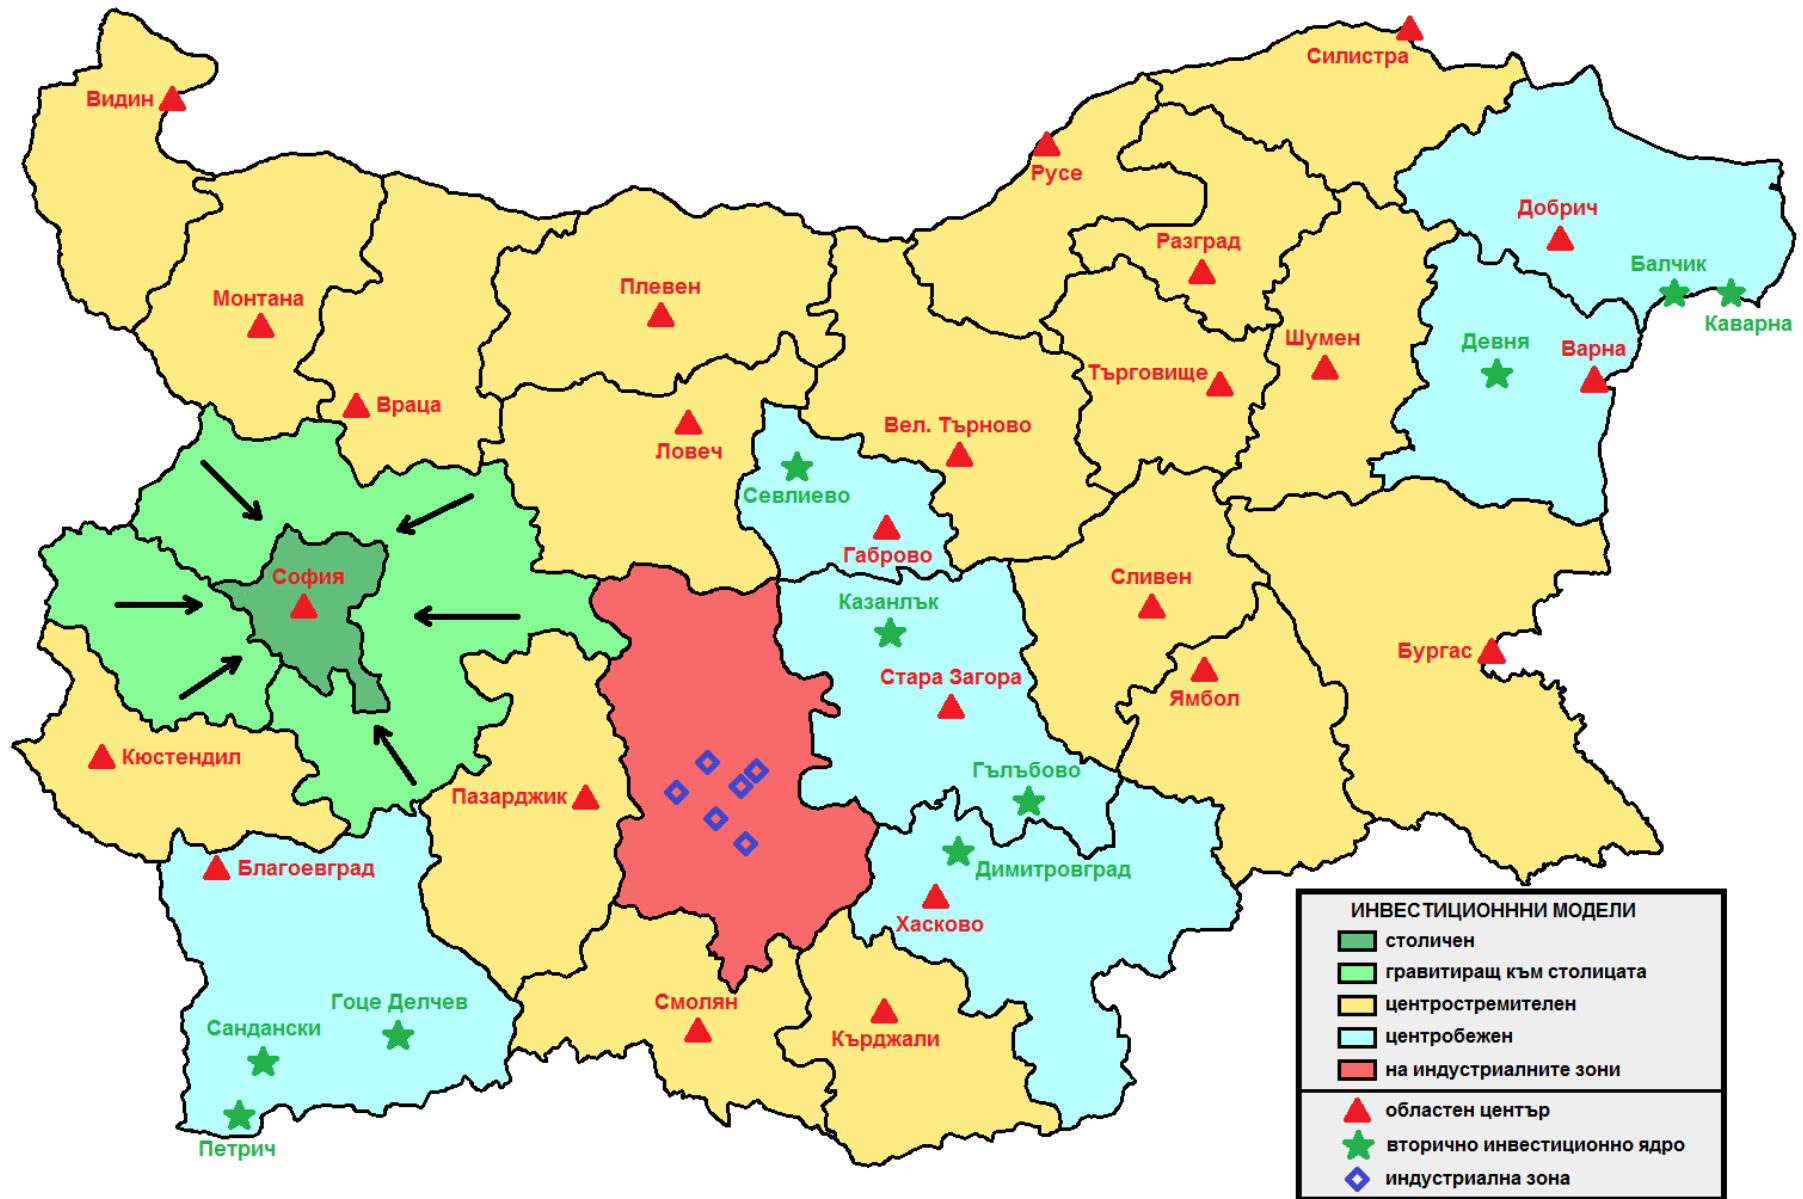 Силистра
Видин
Русе
Добрич
Разград
Балчик
Плевен
Монтана
Каварна
Шумен
Девня
Варна
Търговище
Враца
Вел. Търново
Ловеч
Севлиево
Габрово
София
Сливен
Казанлък
Бургас
Стара Загора
Ямбол
Кюстендил
Гълъбово
Пазарджик
Благоевград
Димитровград
Хасково
Гоце Делчев
Смолян
Сандански
Кърджали
Петрич
ИНВЕСТИЦИОНННИ МОДЕЛИ
столичен
гравитиращ към столицата
центростремителен
центробежен
на индустриалните зони
областен център
вторично инвестиционно ядро
индустриална зона